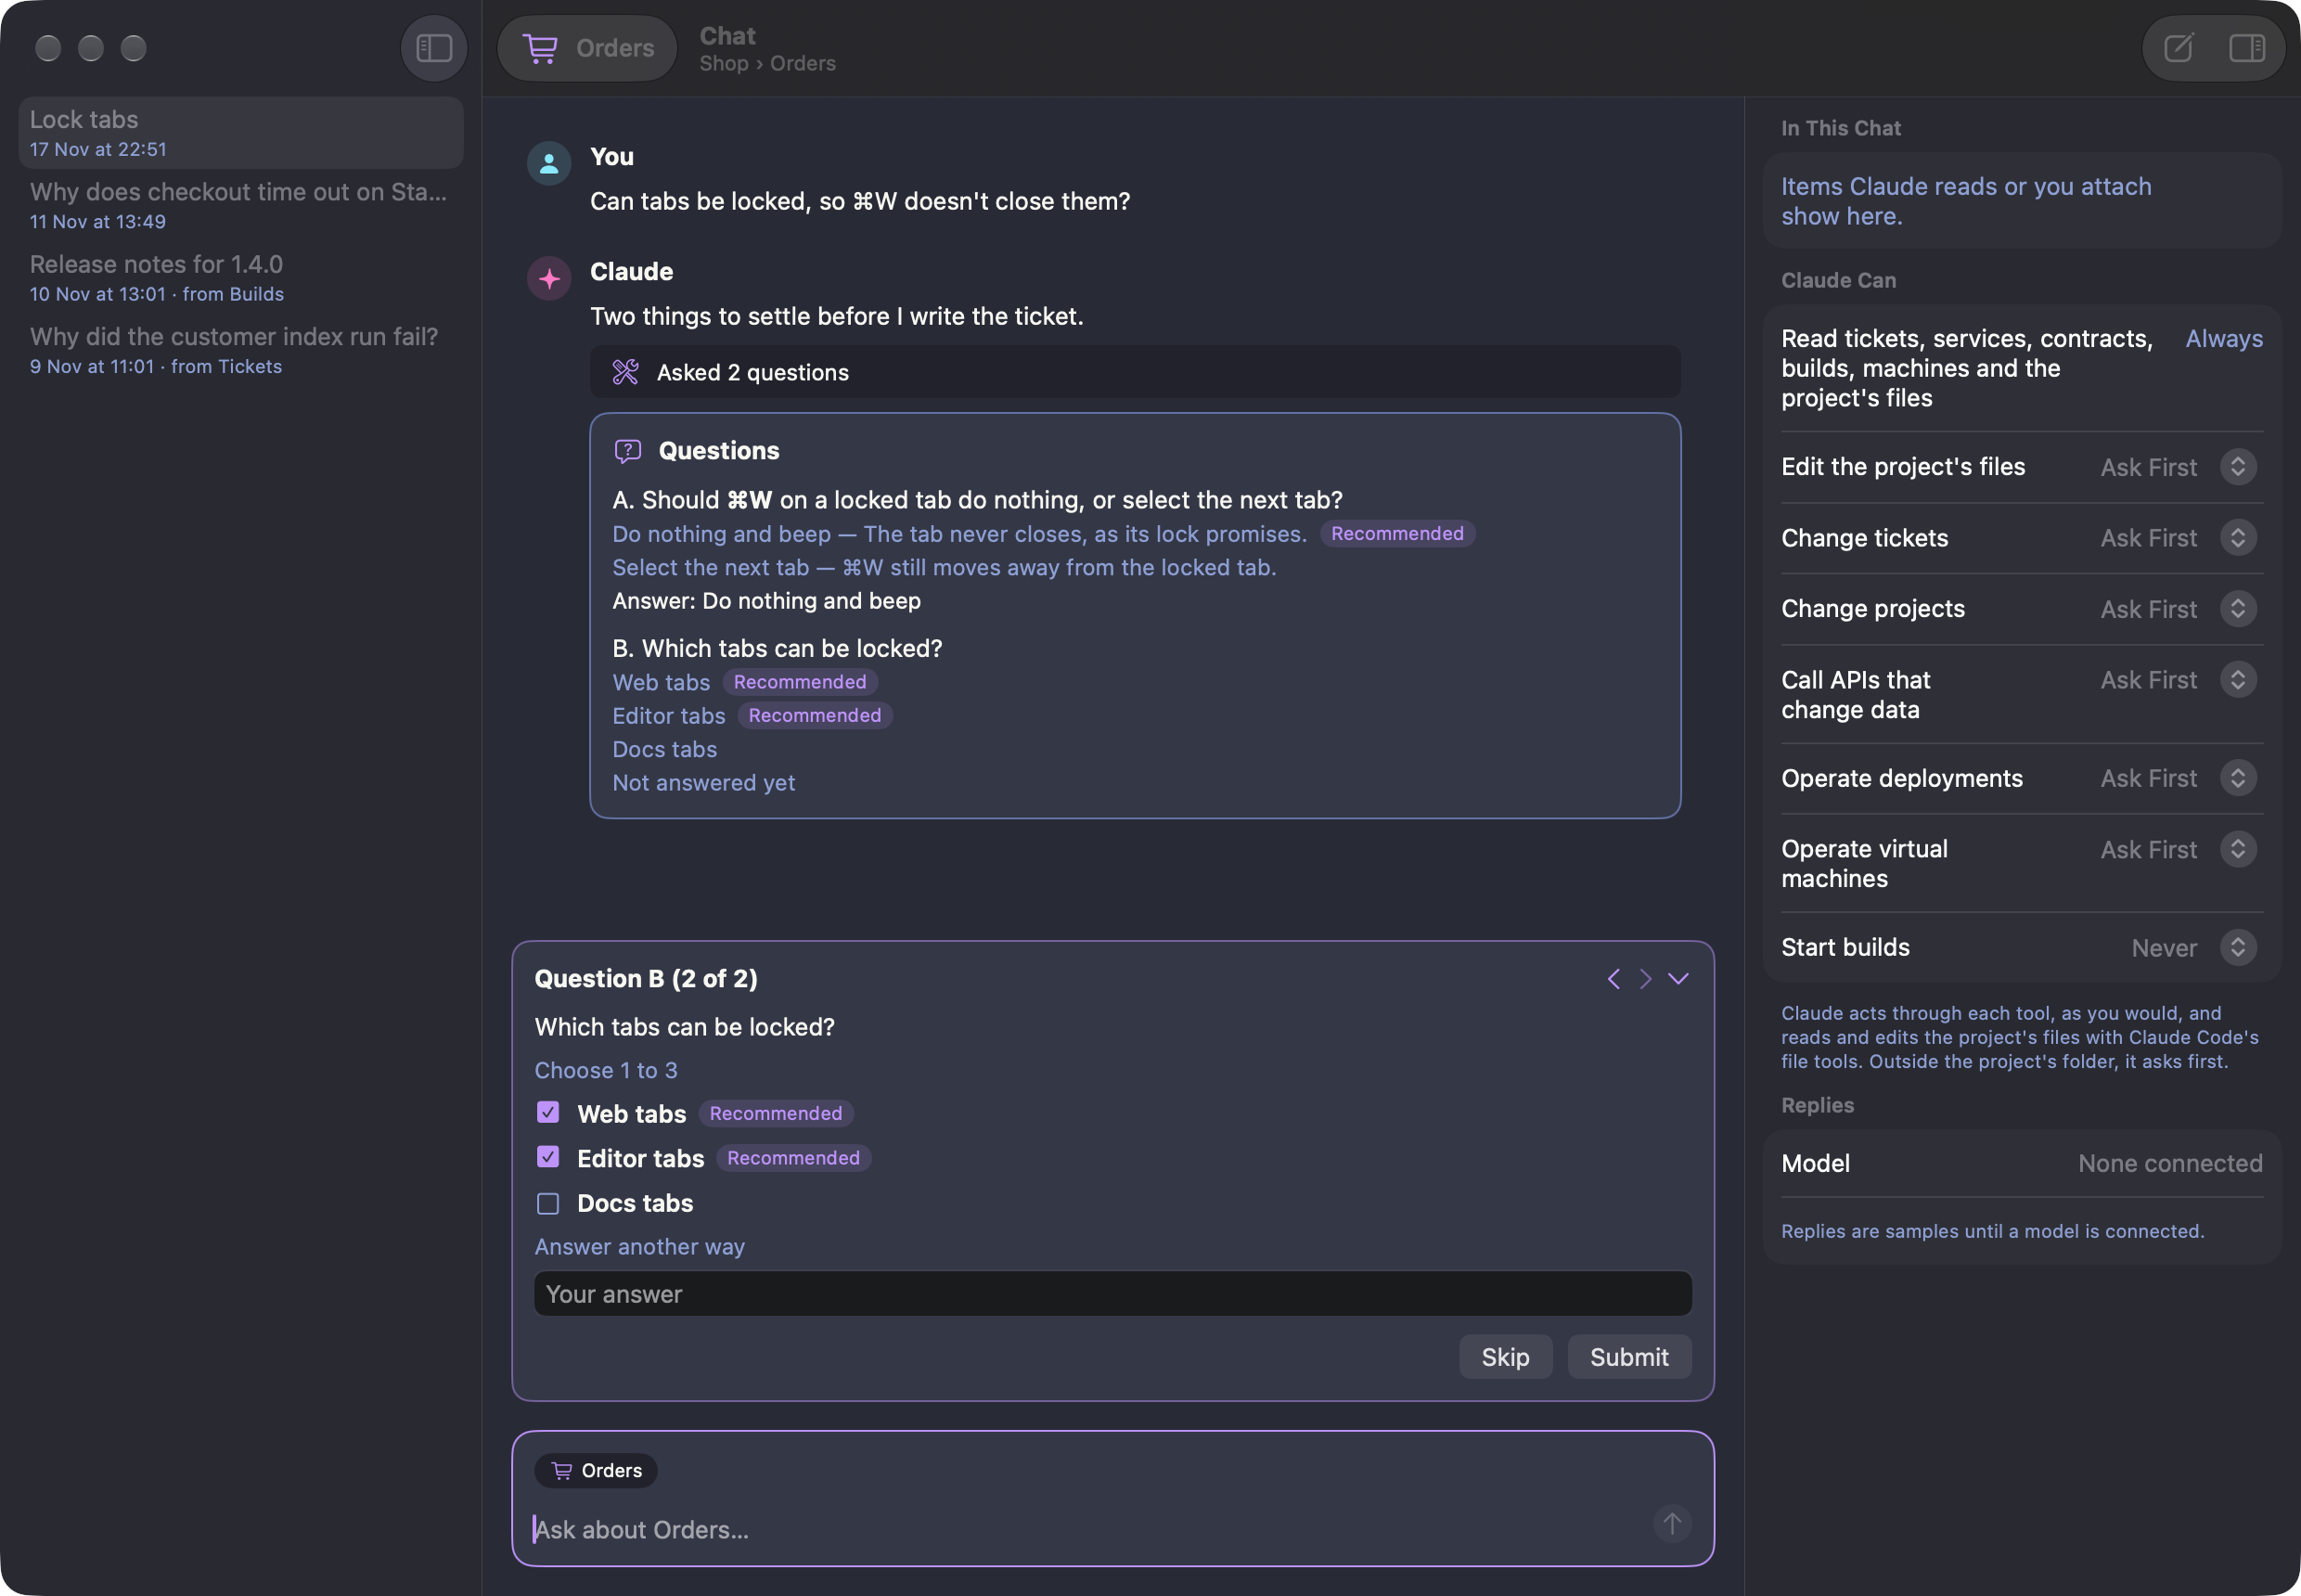 Orders
Chat
Shop › Orders
Lock tabs
17 Nov at 22:51
Why does checkout time out on Sta...
11 Nov at 13:49
Release notes for 1.4.0
10 Nov at 13:01 · from Builds
Why did the customer index run fail?
9 Nov at 11:01 · from Tickets
You
Can tabs be locked, so ⌘W doesn't close them?
Claude
Two things to settle before I write the ticket.
Asked 2 questions
Questions
A. Should ⌘W on a locked tab do nothing, or select the next tab?
Do nothing and beep — The tab never closes, as its lock promises. Recommended
Select the next tab — ⌘W still moves away from the locked tab.
Answer: Do nothing and beep
B. Which tabs can be locked?
Web tabs Recommended
Editor tabs Recommended
Docs tabs
Not answered yet
Question B (2 of 2)
Which tabs can be locked?
Choose 1 to 3
Web tabs Recommended
Editor tabs Recommended
Docs tabs
Answer another way
Your answer
Skip Submit
Orders
Ask about Orders...
In This Chat
Items Claude reads or you attach
show here.
Claude Can
Read tickets, services, contracts, Always
builds, machines and the
project's files
Edit the project's files Ask First
Change tickets Ask First
Change projects Ask First
Call APIs that Ask First
change data
Operate deployments Ask First
Operate virtual Ask First
machines
Start builds Never
Claude acts through each tool, as you would, and
reads and edits the project's files with Claude Code's
file tools. Outside the project's folder, it asks first.
Replies
Model None connected
Replies are samples until a model is connected.